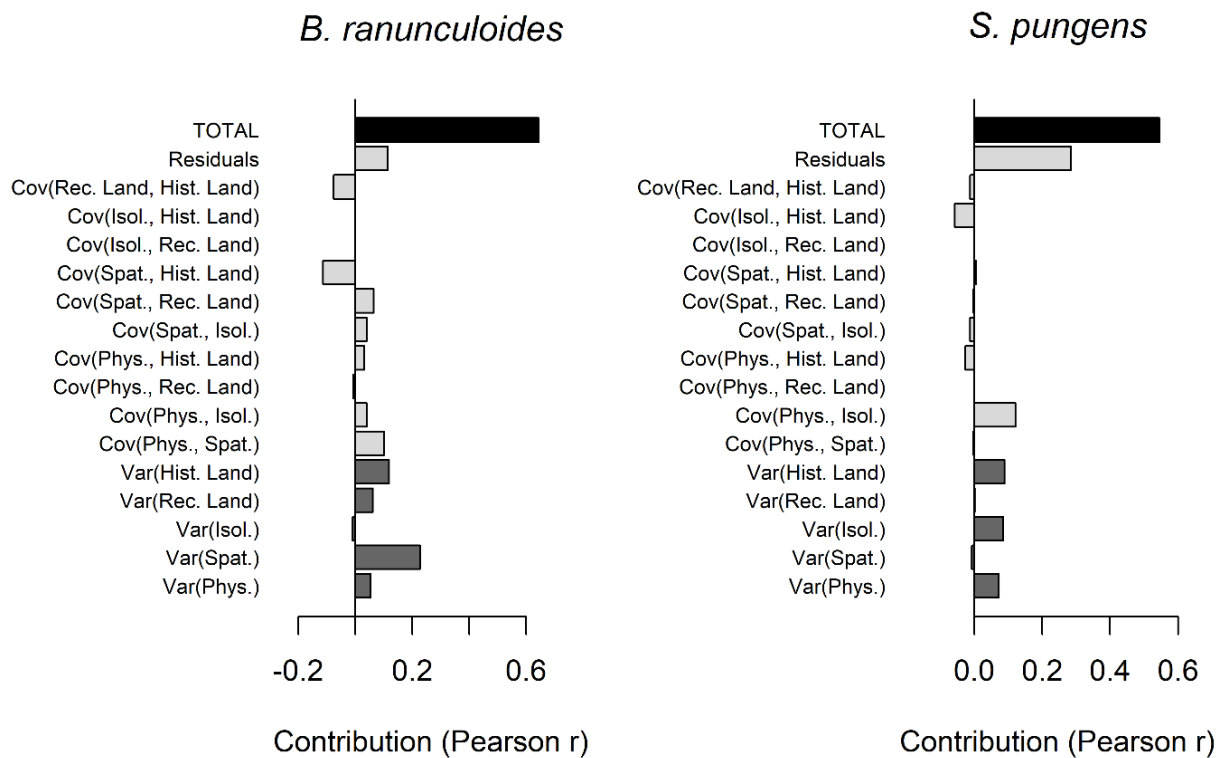 B. ranunculoides
TOTAL
Residuals
Cov(Rec. Land, Hist. Land)
Cov(Isol., Hist. Land)
Cov(Isol., Rec. Land)
Cov(Spat., Hist. Land)
Cov(Spat., Rec. Land)
Cov(Spat., Isol.)
Cov(Phys., Hist. Land)
Cov(Phys., Rec. Land)
Cov(Phys., Isol.)
Cov(Phys., Spat.)
Var(Hist. Land)
Var(Rec. Land)
Var(Isol.)
Var(Spat.)
Var(Phys.)
-0.2 0.2 0.6
Contribution (Pearson r)
S. pungens
TOTAL
Residuals
Cov(Rec. Land, Hist. Land)
Cov(Isol., Hist. Land)
Cov(Isol., Rec. Land)
Cov(Spat., Hist. Land)
Cov(Spat., Rec. Land)
Cov(Spat., Isol.)
Cov(Phys., Hist. Land)
Cov(Phys., Rec. Land)
Cov(Phys., Isol.)
Cov(Phys., Spat.)
Var(Hist. Land)
Var(Rec. Land)
Var(Isol.)
Var(Spat.)
Var(Phys.)
0.0 0.2 0.4 0.6
Contribution (Pearson r)